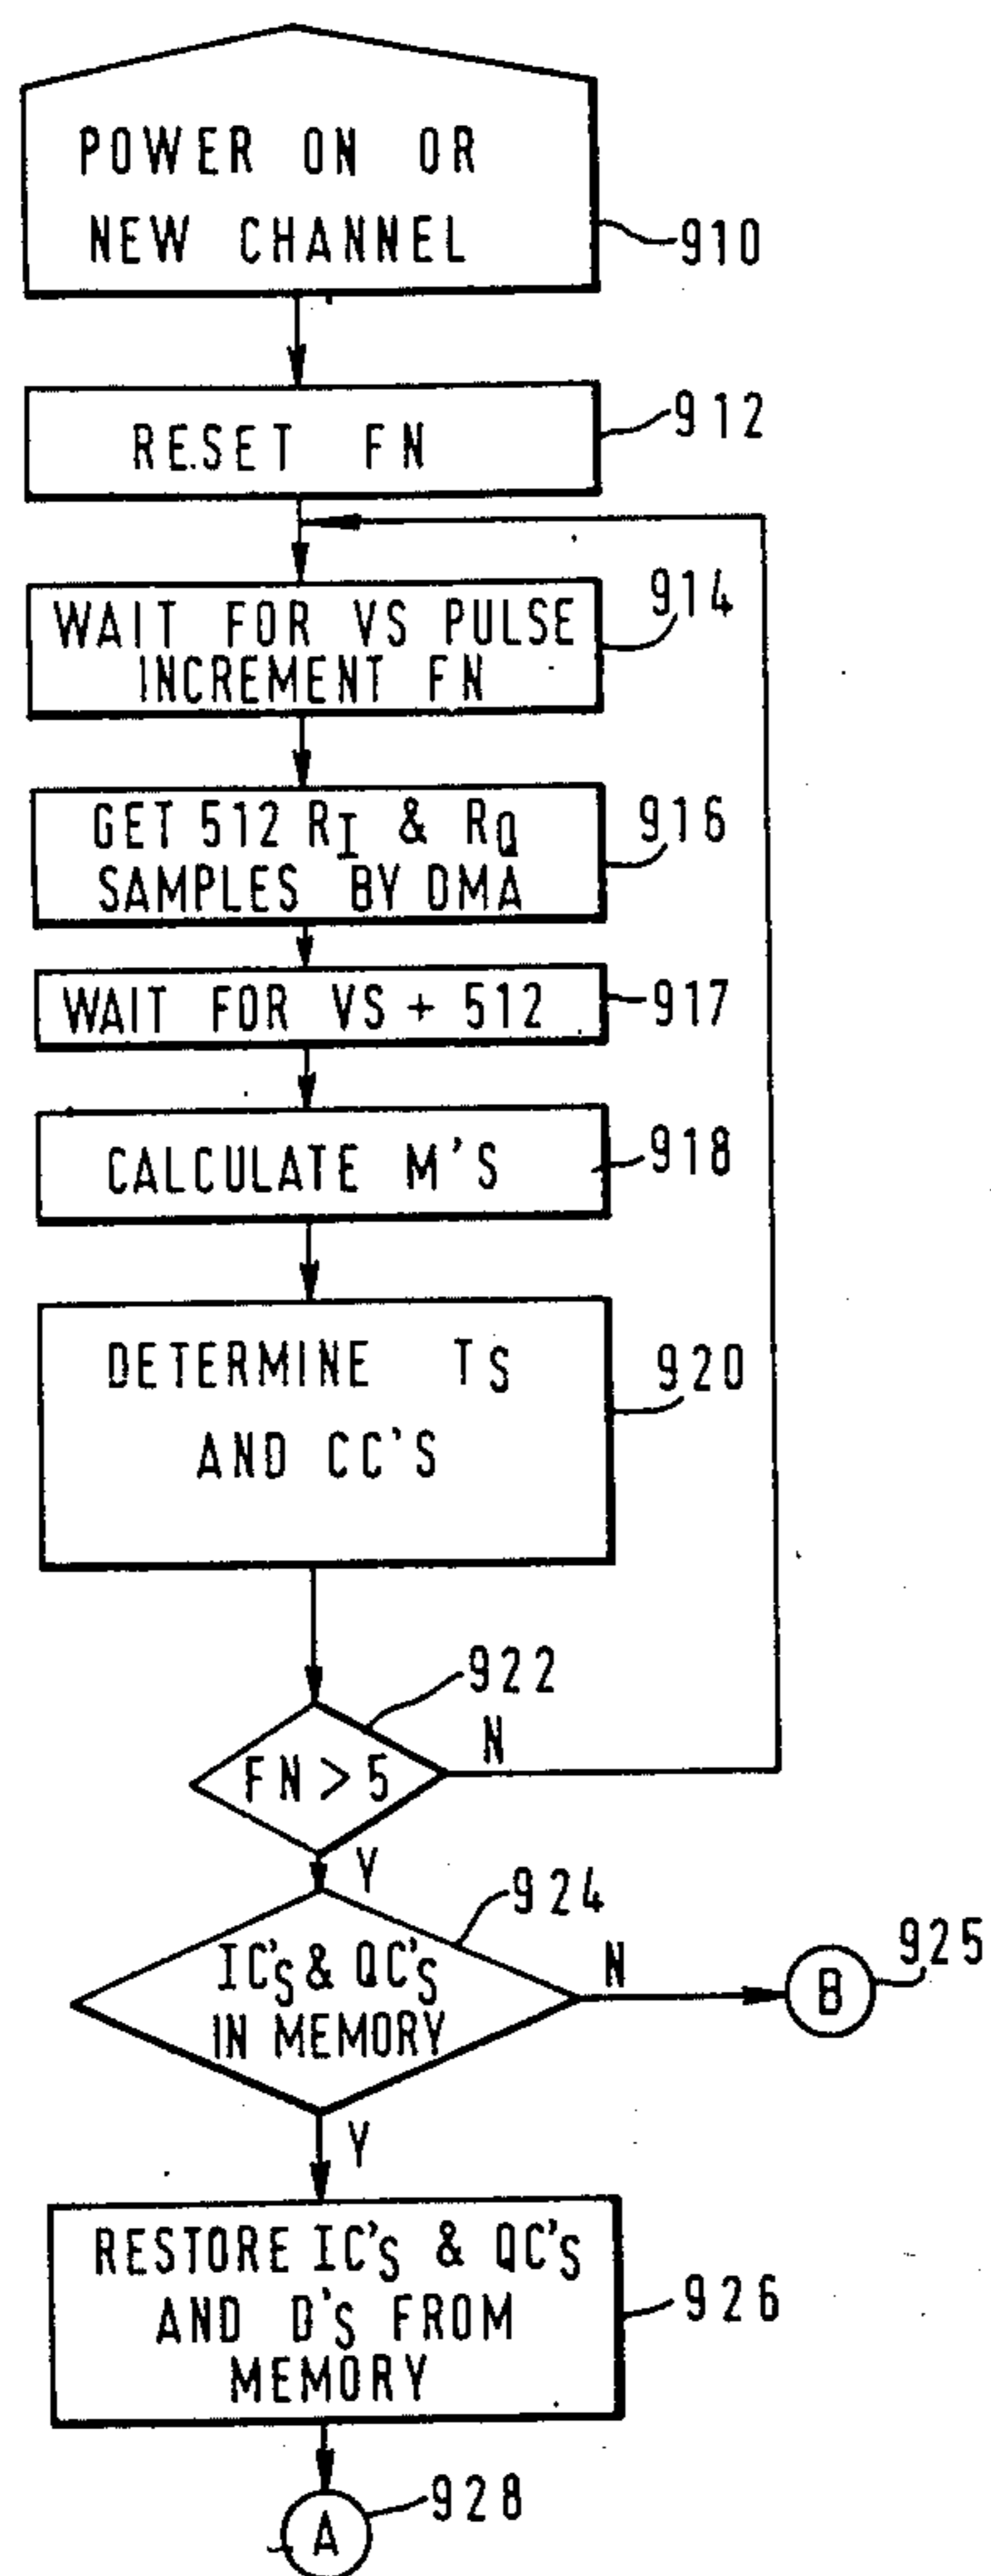 POWER ON OR
NEW CHANNEL
910
RESET FN
912
WAIT FOR VS PULSE
INCREMENT FN
914
GET 512 RI & RQ
SAMPLES BY DMA
916
WAIT FOR VS + 512
917
CALCULATE M'S
918
DETERMINE TS
AND CC'S
920
922
FN > 5
N
Y
924
IC'S & QC'S
IN MEMORY
N
B
925
Y
RESTORE IC'S & QC'S
AND D'S FROM
MEMORY
926
A
928